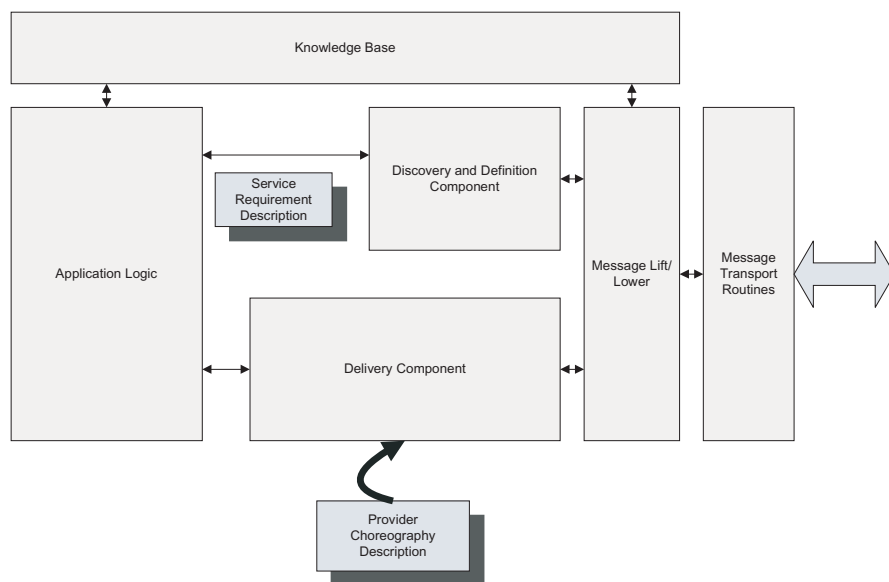 Knowledge Base
Service
Requirement
Description
Discovery and Definition
Component
Application Logic
Message Lift/
Lower
Message
Transport
Routines
Delivery Component
Provider
Choreography
Description